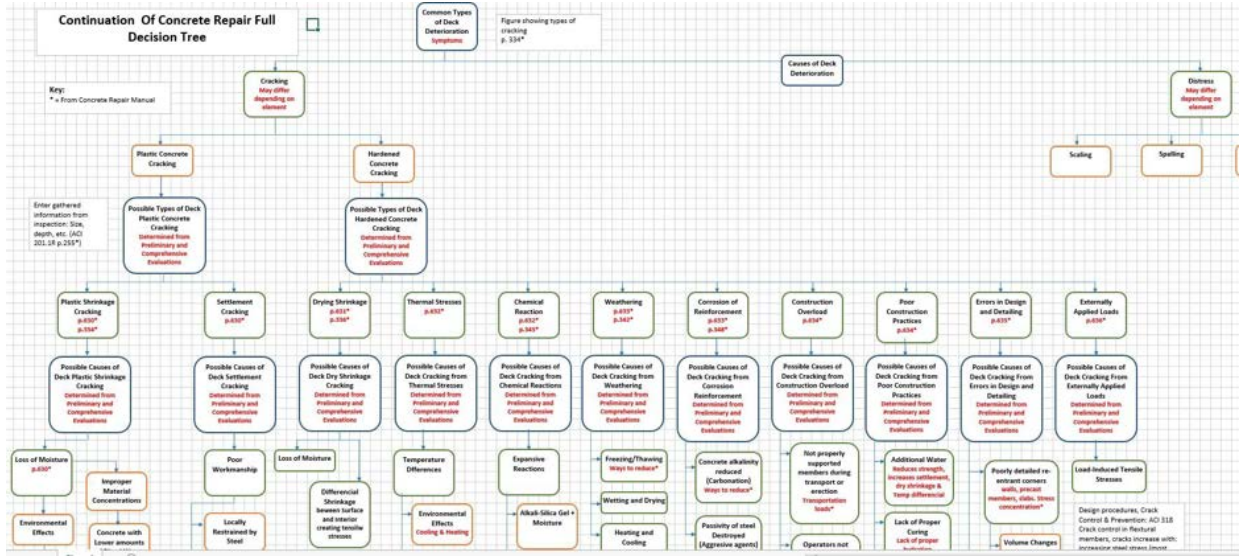 Continuation Of Concrete Repair Full
Decision Tree
Common Types
of Deck
Deterioration
Symptoms
Figure showing types of
cracking
p. 334*
Causes of Deck
Deterioration
Key:
* = From Concrete Repair Manual
Cracking
May differ
depending on
element
Distress
May differ
depending on
element
Plastic Concrete
Cracking
Hardened
Concrete
Cracking
Scaling
Spelling
Enter gathered
information from
inspection: Size,
depth, etc. (ACI
201.1R p.255*)
Possible Types of Deck
Plastic Concrete
Cracking
Determined from
Preliminary and
Comprehensive
Evaluations
Possible Types of Deck
Hardened Concrete
Cracking
Determined from
Preliminary and
Comprehensive
Evaluations
Plastic Shrinkage
Cracking
p.630*
p.334*
Settlement
Cracking
p.630*
Drying Shrinkage
p.631*
p.336*
Thermal Stresses
p.632*
Chemical
Reaction
p.632*
p.343*
Weathering
p.633*
p.342*
Corrosion of
Reinforcement
p.633*
p.348*
Construction
Overload
p.634*
Poor
Construction
Practices
p.634*
Errors in Design
and Detailing
p.635*
Externally
Applied Loads
p.636*
Possible Causes of
Deck Plastic Shrinkage
Cracking
Determined from
Preliminary and
Comprehensive
Evaluations
Possible Causes of
Deck Settlement
Cracking
Determined from
Preliminary and
Comprehensive
Evaluations
Possible Causes of
Deck Dry Shrinkage
Cracking
Determined from
Preliminary and
Comprehensive
Evaluations
Possible Causes of
Deck Cracking from
Thermal Stresses
Determined from
Preliminary and
Comprehensive
Evaluations
Possible Causes of
Deck Cracking from
Chemical Reactions
Determined from
Preliminary and
Comprehensive
Evaluations
Possible Causes of
Deck Cracking from
Weathering
Determined from
Preliminary and
Comprehensive
Evaluations
Possible Causes of
Deck Cracking from
Corrosion
Reinforcement
Determined from
Preliminary and
Comprehensive
Evaluations
Possible Causes of
Deck Cracking from
Construction Overload
Determined from
Preliminary and
Comprehensive
Evaluations
Possible Causes of
Deck Cracking from
Poor Construction
Practices
Determined from
Preliminary and
Comprehensive
Evaluations
Possible Causes of
Deck Cracking From
Errors in Design and
Detailing
Determined from
Preliminary and
Comprehensive
Evaluations
Possible Causes of
Deck Cracking From
Externally Applied
Loads
Determined from
Preliminary and
Comprehensive
Evaluations
Loss of Moisture
p.630*
Improper
Material
Concentrations
Environmental
Effects
Concrete with
Lower amounts
Poor
Workmanship
Locally
Restrained by
Steel
Loss of Moisture
Differencial
Shrinkage
beween Surface
and interior
creating tensilw
stresses
Temperature
Differences
Environmental
Effects
Cooling & Heating
Expansive
Reactions
Alkali-Silica Gel +
Moisture
Freezing/Thawing
Ways to reduce*
Wetting and Drying
Heating and
Cooling
Concrete alkalinity
reduced
(Carbonation)
Ways to reduce*
Passivity of steel
Destroyed
(Aggresive agents)
Not properly
supported
members during
transport or
erection
Transportation
loads*
Operators not
Additional Water
Reduces strength,
increases settlement,
dry shrinkage &
Temp differential
Lack of Proper
Curing
Lack of proper
Poorly detailed re-
entrant corners
walls, precast
members, slabs. Stress
concentration*
Volume Changes
Load-Induced Tensile
Stresses
Design procedures, Crack
Control & Prevention: ACI 318
Crack control in flextural
members, cracks increase with